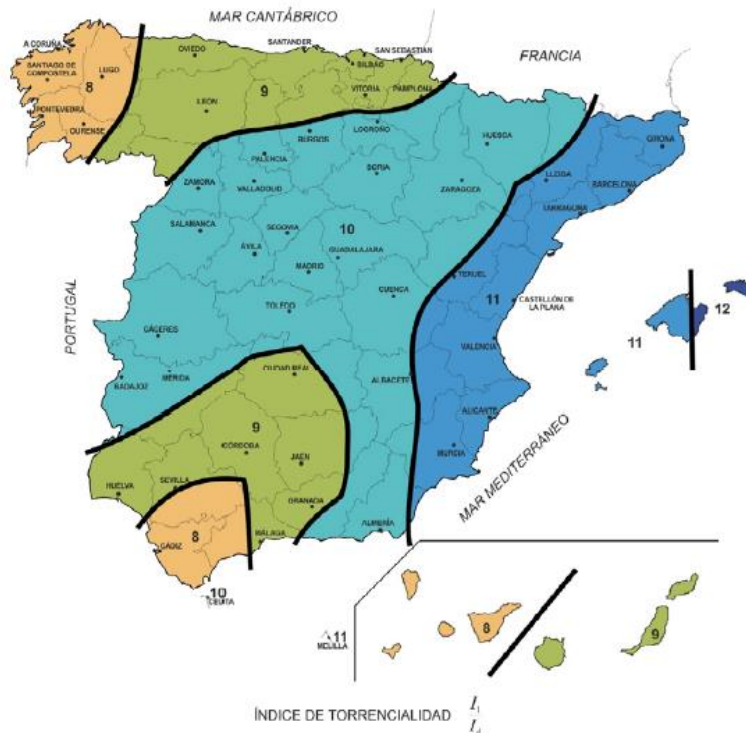 MAR CANTÁBRICO
A CORUÑA
OVIEDO
SANTANDER
SAN SEBASTIÁN
FRANCIA
SANTIAGO DE
COMPOSTELA
LUGO
BILBAO
8
9
VITORIA
PAMPLONA
PONTEVEDRA
LEÓN
OURENSE
LOGROÑO
BURGOS
HUESCA
GIRONA
PALENCIA
ZAMORA
VALLADOLID
SORIA
ZARAGOZA
LLEIDA
BARCELONA
TARRAGONA
SALAMANCA
SEGOVIA
10
ÁVILA
GUADALAJARA
MADRID
TERUEL
CUENCA
11
CASTELLÓN DE
LA PLANA
12
11
PORTUGAL
TOLEDO
CÁCERES
VALENCIA
MÉRIDA
BADAJOZ
CIUDAD REAL
ALBACETE
ALICANTE
9
CÓRDOBA
JAÉN
MURCIA
MAR MEDITERRÁNEO
HUELVA
SEVILLA
GRANADA
8
CÁDIZ
MÁLAGA
ALMERÍA
10
CEUTA
11
MELILLA
8
9
ÍNDICE DE TORRENCIALIDAD